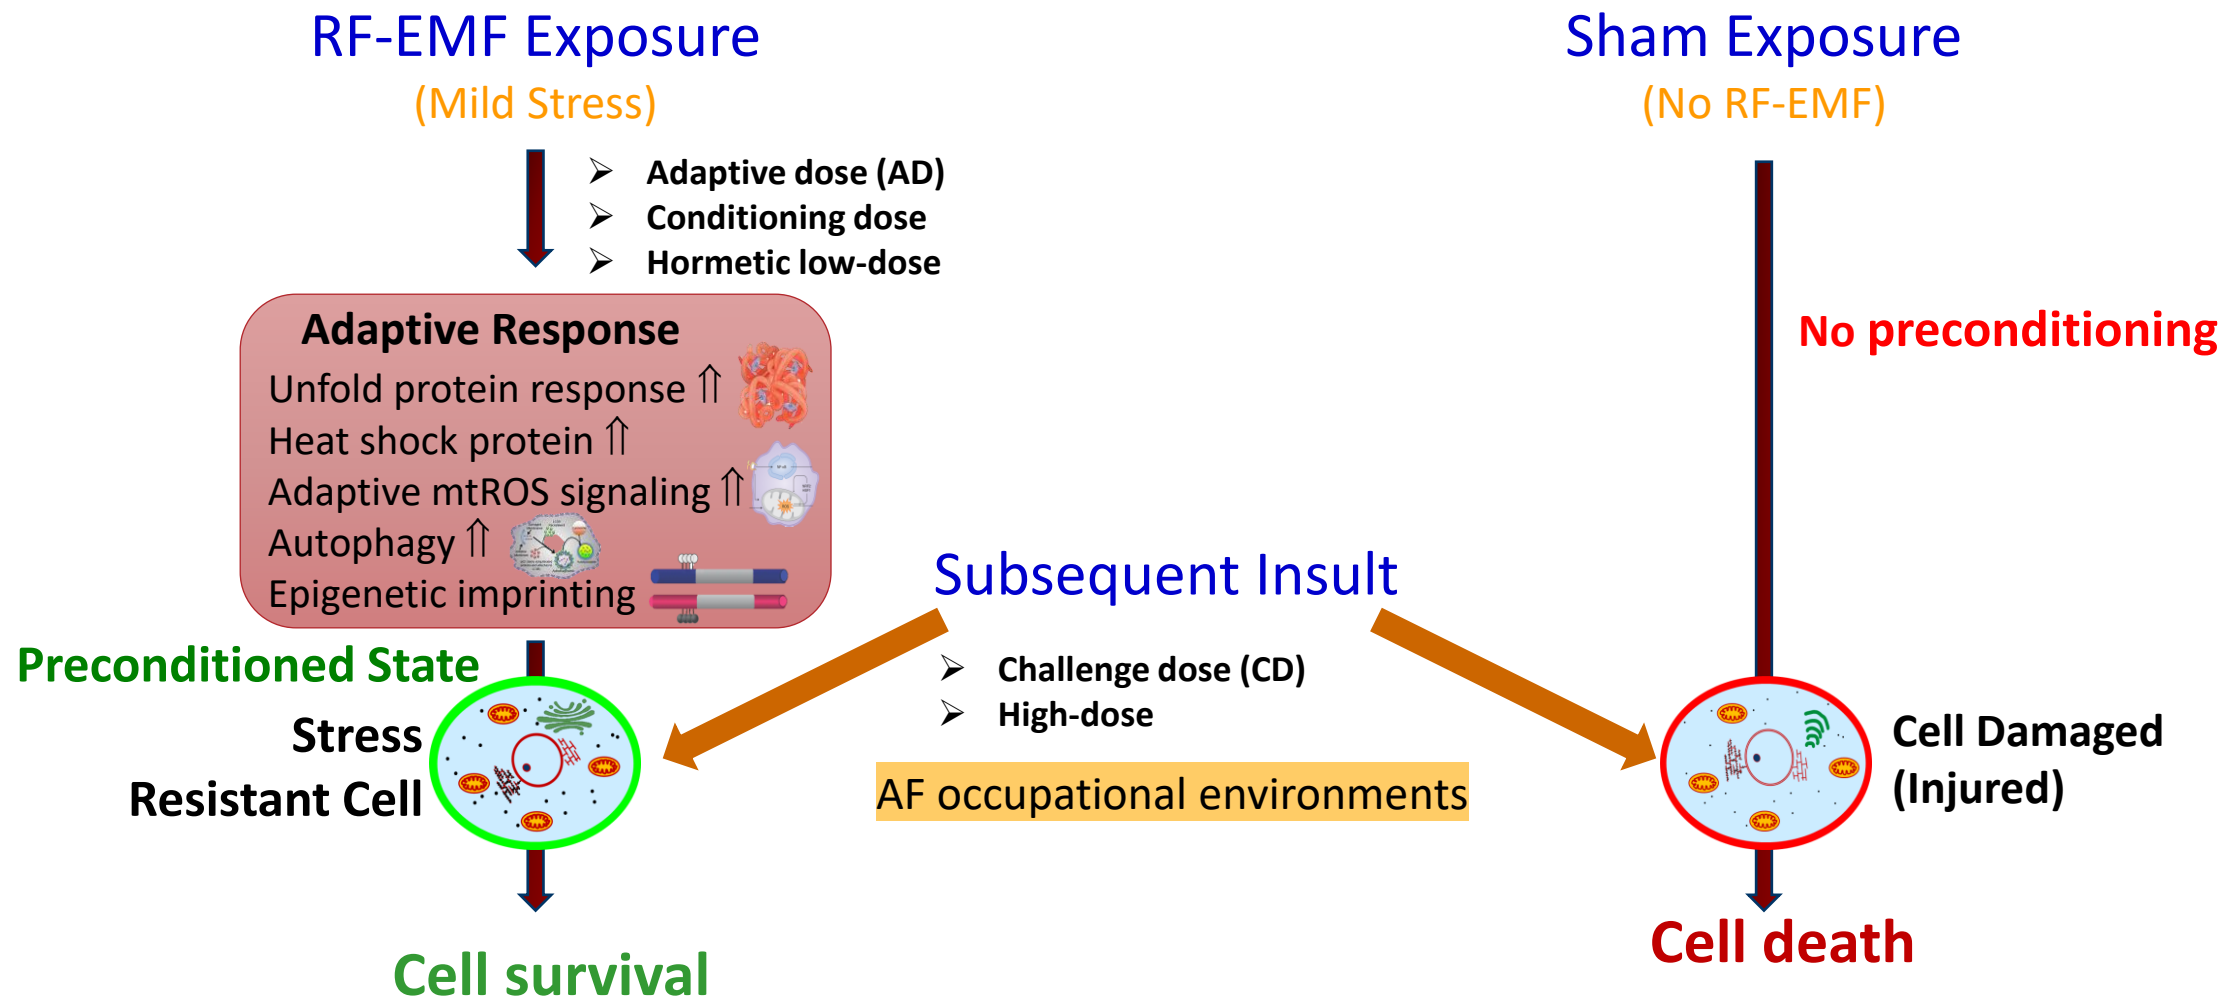 RF-EMF Exposure
(Mild Stress)
➢ Adaptive dose (AD)
➢ Conditioning dose
➢ Hormetic low-dose
Adaptive Response
Unfold protein response ⇑
Heat shock protein ⇑
Adaptive mtROS signaling ⇑
Autophagy ⇑
Epigenetic imprinting
Preconditioned State
Stress
Resistant Cell
Cell survival
Subsequent Insult
➢ Challenge dose (CD)
➢ High-dose
AF occupational environments
Sham Exposure
(No RF-EMF)
No preconditioning
Cell Damaged
(Injured)
Cell death